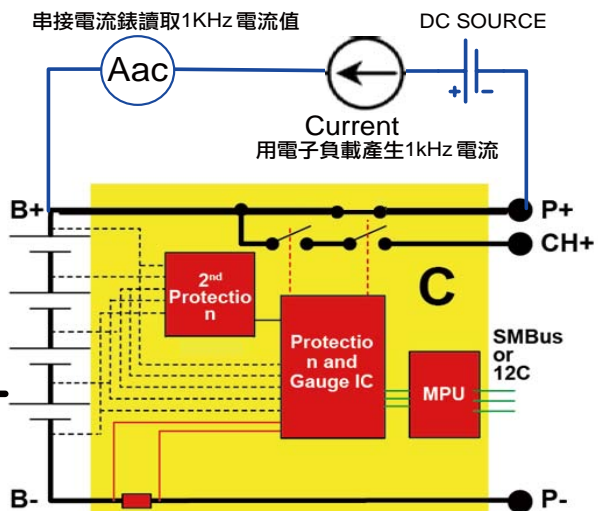 串接電流錶讀取1KHz 電流值
DC SOURCE
Aac
+ -
Current
用電子負載產生1kHz 電流
B+
P+
CH+
C
2nd
Protectio
n
Protectio
n and
Gauge IC
MPU
SMBus
or
12C
B-
P-